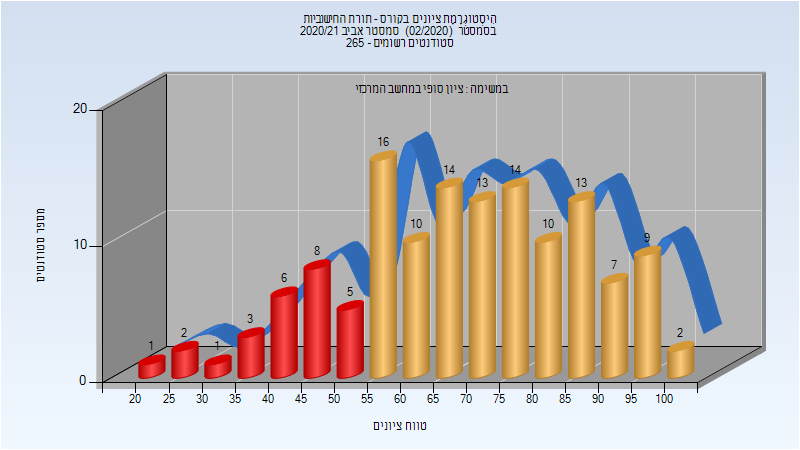 היסטוגרמת ציונים בקורס - תורת החישוביות
בסמסטר (02/2020) סמסטר אביב 2020/21
סטודנטים רשומים - 265
במשימה : ציון סופי במחשב המרכזי
מספר סטודנטים
20
10
0
1 2 1 3 6 8 5 16 10 14 13 14 10 13 7 9 2
20 25 30 35 40 45 50 55 60 65 70 75 80 85 90 95 100
טווח ציונים